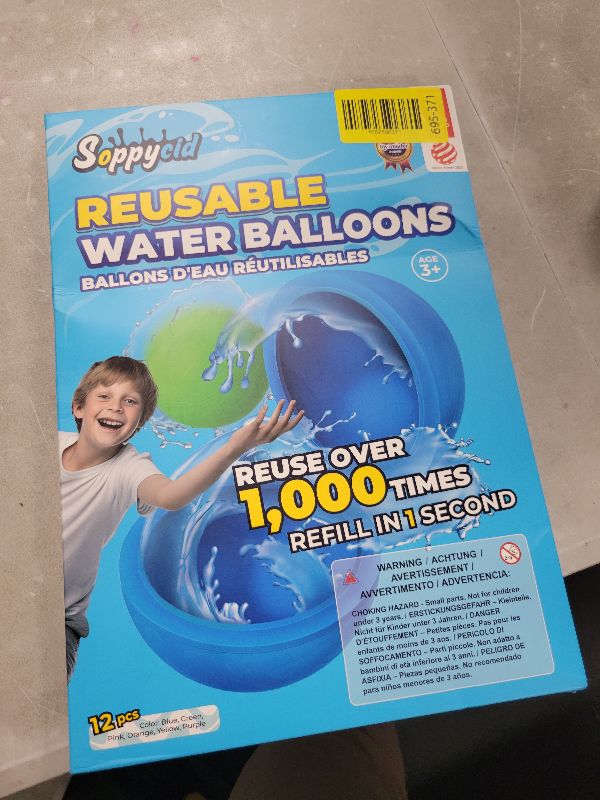 695-371
Soppycid
REUSABLE
WATER BALLOONS
BALLONS D'EAU RÉUTILISABLES
AGE
3+
REUSE OVER
1,000 TIMES
REFILL IN 1 SECOND
WARNING / ACHTUNG /
AVERTISSEMENT /
AVVERTIMENTO / ADVERTENCIA:
CHOKING HAZARD - Small parts. Not for children
under 3 years. / ERSTICKUNGSGEFAHR – Kleinteile.
Nicht für Kinder unter 3 Jahren. / DANGER
D'ÉTOUFFEMENT – Petites pièces. Pas pour les
enfants de moins de 3 ans. / PERICOLO DI
SOFFOCAMENTO – Parti piccole. Non adatto a
bambini di età inferiore ai 3 anni. / PELIGRO DE
ASFIXIA – Piezas pequeñas. No recomendado
para niños menores de 3 años.
12 pcs
Color: Blue, Green,
Pink, Orange, Yellow, Purple